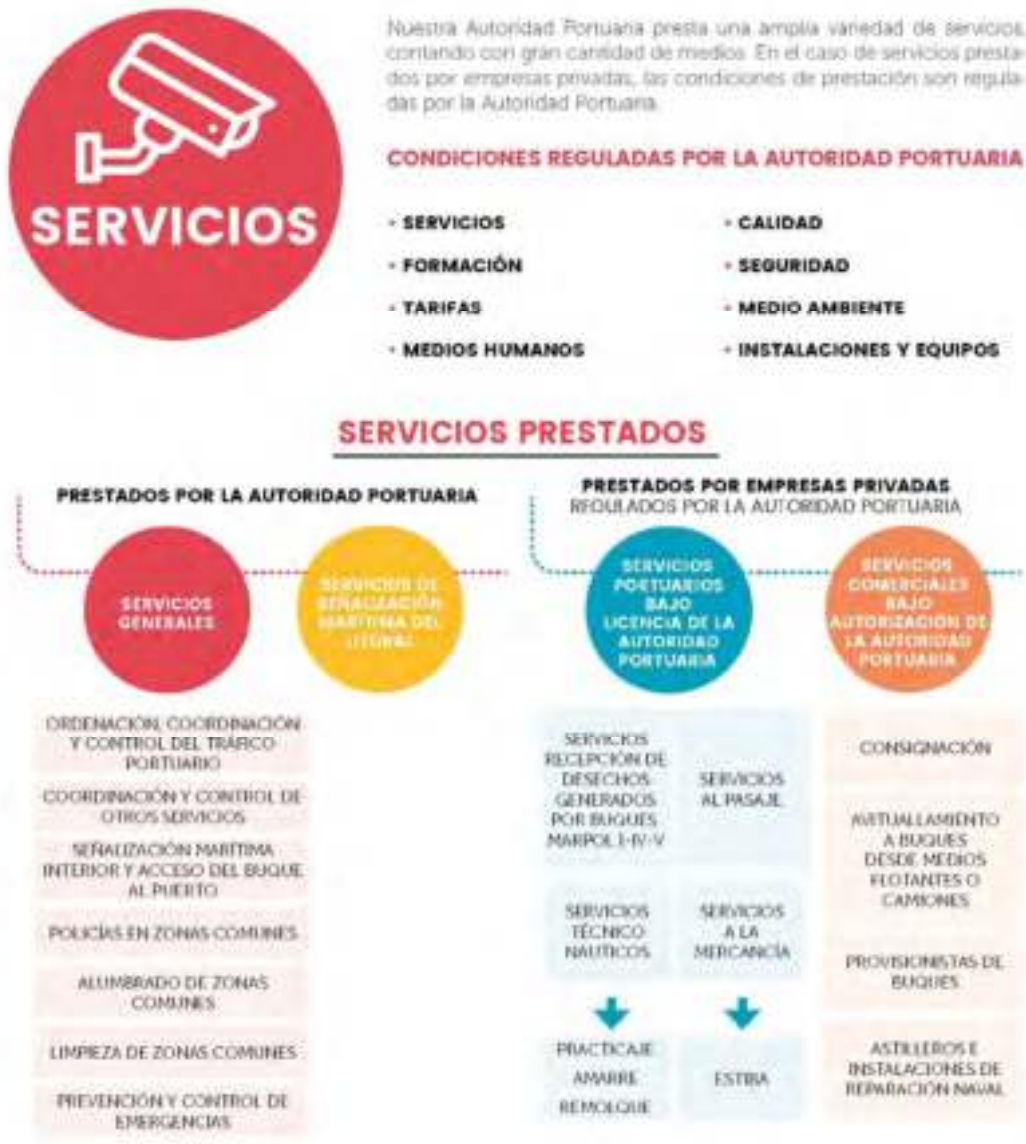 SERVICIOS
Nuestra Autoridad Portuaria presta una amplia variedad de servicios,
contando con gran cantidad de medios. En el caso de servicios presta-
dos por empresas privadas, las condiciones de prestación son regula-
das por la Autoridad Portuaria.
CONDICIONES REGULADAS POR LA AUTORIDAD PORTUARIA
• SERVICIOS
• FORMACIÓN
• TARIFAS
• MEDIOS HUMANOS
• CALIDAD
• SEGURIDAD
• MEDIO AMBIENTE
• INSTALACIONES Y EQUIPOS
SERVICIOS PRESTADOS
PRESTADOS POR LA AUTORIDAD PORTUARIA
SERVICIOS
GENERALES
SERVICIOS DE
SEÑALIZACIÓN
MARÍTIMA DEL
LITORAL
ORDENACIÓN, COORDINACIÓN
Y CONTROL DEL TRÁFICO
PORTUARIO
COORDINACIÓN Y CONTROL DE
OTROS SERVICIOS
SEÑALIZACIÓN MARÍTIMA
INTERIOR Y ACCESO DEL BUQUE
AL PUERTO
POLICÍAS EN ZONAS COMUNES
ALUMBRADO DE ZONAS
COMUNES
LIMPIEZA DE ZONAS COMUNES
PREVENCIÓN Y CONTROL DE
EMERGENCIAS
PRESTADOS POR EMPRESAS PRIVADAS
REGULADOS POR LA AUTORIDAD PORTUARIA
SERVICIOS
PORTUARIOS
BAJO
LICENCIA DE LA
AUTORIDAD
PORTUARIA
SERVICIOS
RECEPCIÓN DE
DESECHOS
GENERADOS
POR BUQUES
MARPOL I-IV-V
SERVICIOS
AL PASAJE
SERVICIOS
TÉCNICO
NAUTICOS
SERVICIOS
A LA
MERCANCÍA
PRACTICAJE
AMARRE
REMOLQUE
ESTIBA
SERVICIOS
COMERCIALES
BAJO
AUTORIZACIÓN DE
LA AUTORIDAD
PORTUARIA
CONSIGNACIÓN
AVITUALLAMIENTO
A BUQUES
DESDE MEDIOS
FLOTANTES O
CAMIONES
PROVISIONISTAS DE
BUQUES
ASTILLEROS E
INSTALACIONES DE
REPARACIÓN NAVAL